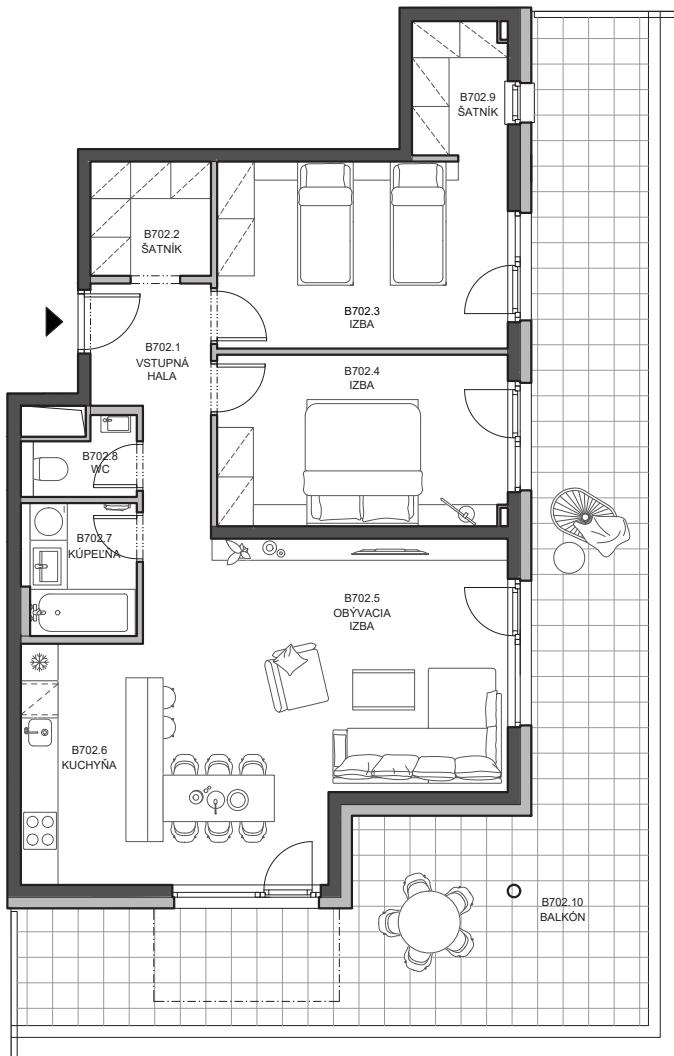 B702.9
ŠATNÍK
B702.2
ŠATNÍK
B702.3
IZBA
B702.1
VSTUPNÁ
HALA
B702.4
IZBA
B702.8
WC
B702.7
KÚPEĽNA
B702.5
OBÝVACIA
IZBA
B702.6
KUCHYŇA
B702.10
BALKÓN